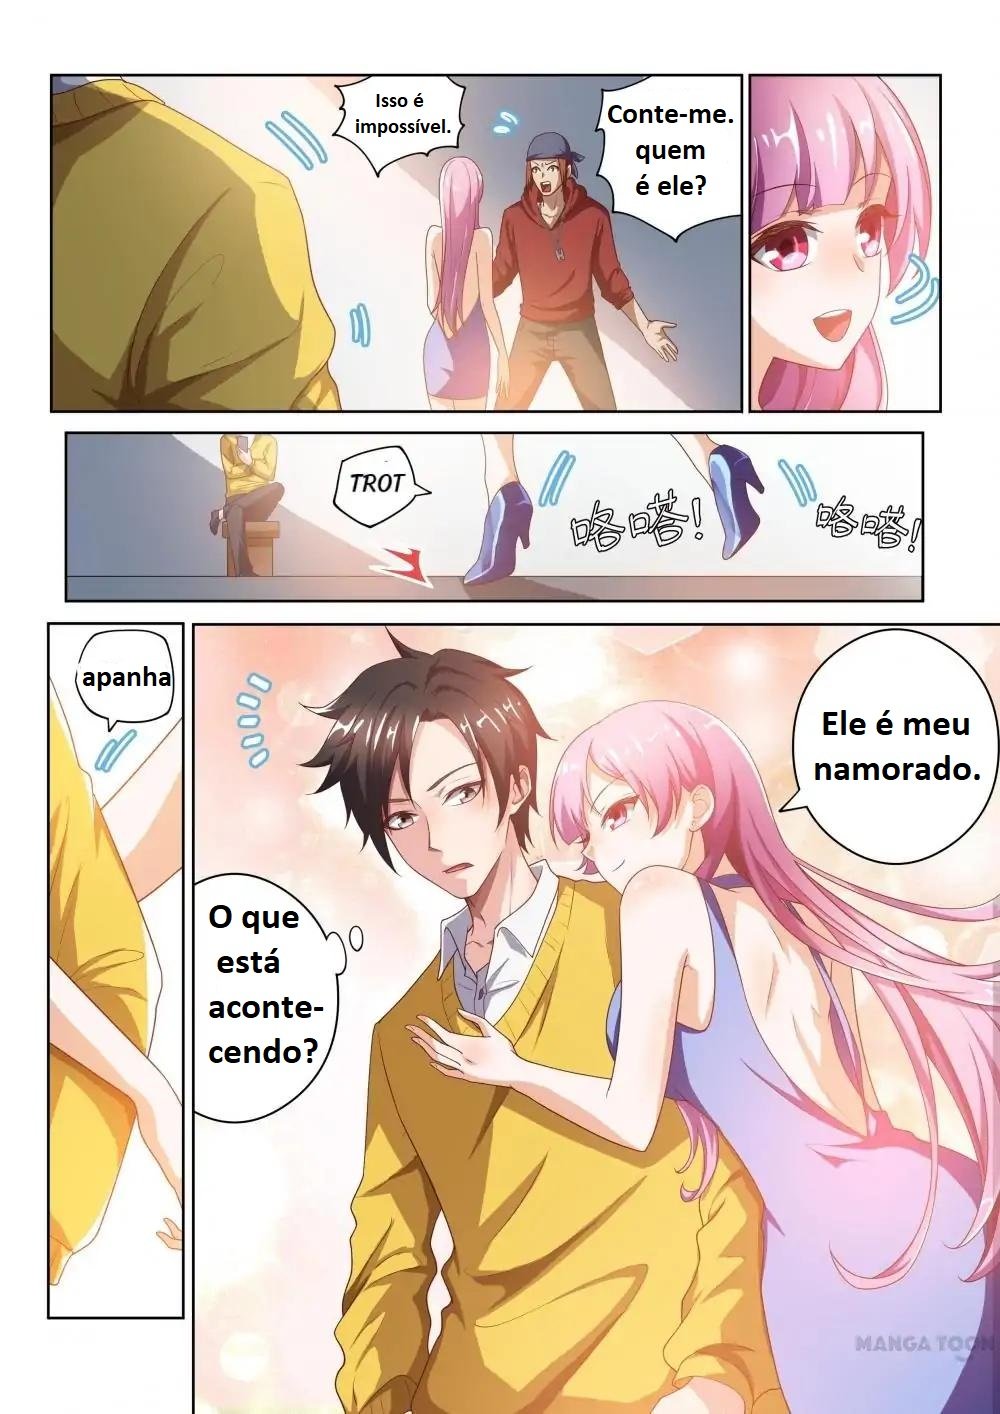 Isso é
impossível.
Conte-me.
quem
é ele?
H
TROT
咯嗒!
咯嗒!
apanha
Ele é meu
namorado.
O que
está
aconte-
cendo?
MANGA TOON